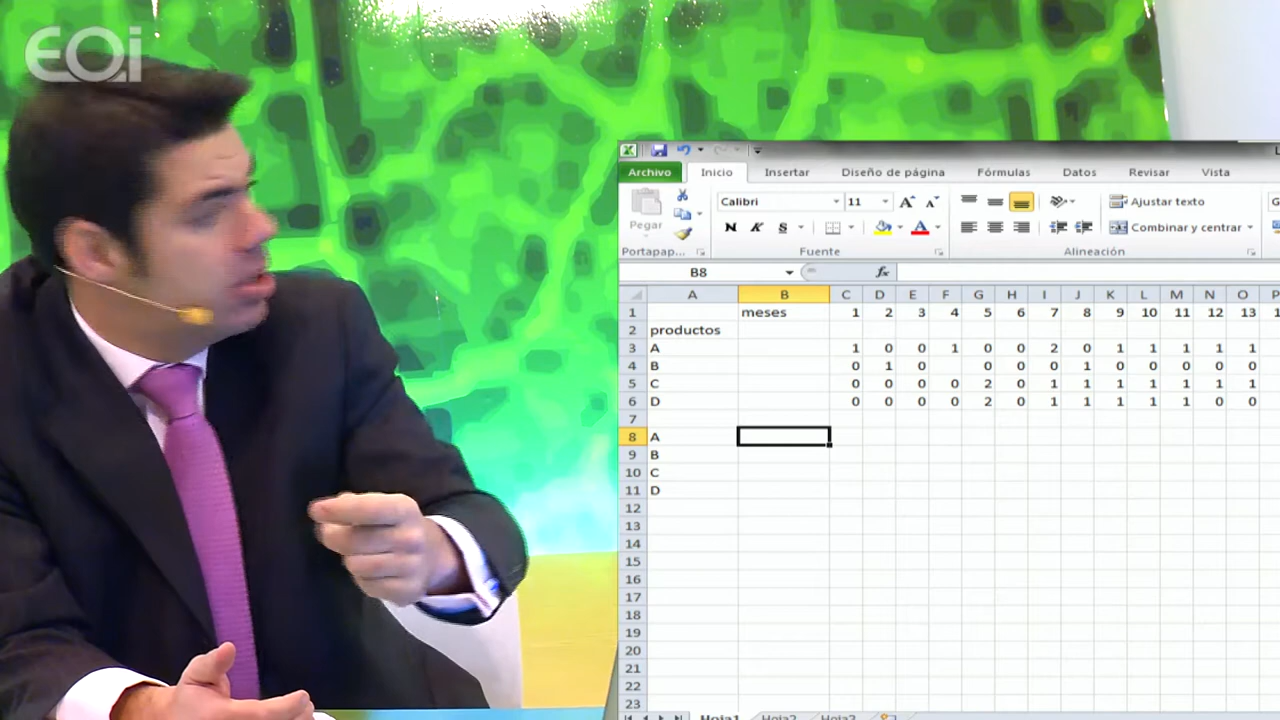 EOi
Archivo Inicio Insertar Diseño de página Fórmulas Datos Revisar Vista
Pegar
Calibri 11
N K S
Ajustar texto
Combinar y centrar
Portapap... Fuente Alineación
B8 fx
A B C D E F G H I J K L M N O P
1 meses 1 2 3 4 5 6 7 8 9 10 11 12 13
2 productos
3 A 1 0 0 1 0 0 2 0 1 1 1 1 1
4 B 0 1 0 0 0 0 1 0 0 0 0 0
5 C 0 0 0 0 2 0 1 1 1 1 1 1 1
6 D 0 0 0 0 2 0 1 1 1 1 1 0 0
7
8 A
9 B
10 C
11 D
12
13
14
15
16
17
18
19
20
21
22
23
Hoja1 Hoja2 Hoja3